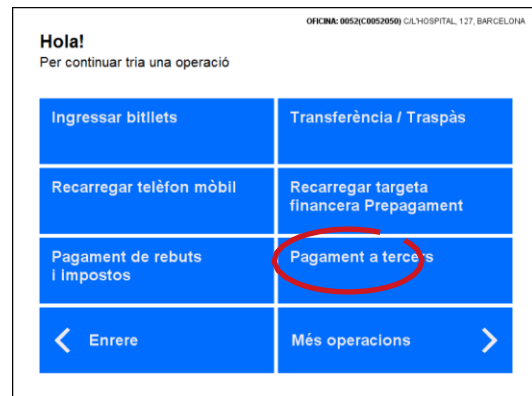 OFICINA: 0052(C0052050) C/L'HOSPITAL, 127, BARCELONA
Hola!
Per continuar tria una operació
Ingressar bitllets
Transferència / Traspàs
Recarregar telèfon mòbil
Recarregar targeta
financera Prepagament
Pagament de rebuts
i impostos
Pagament a tercers
Enrere
Més operacions